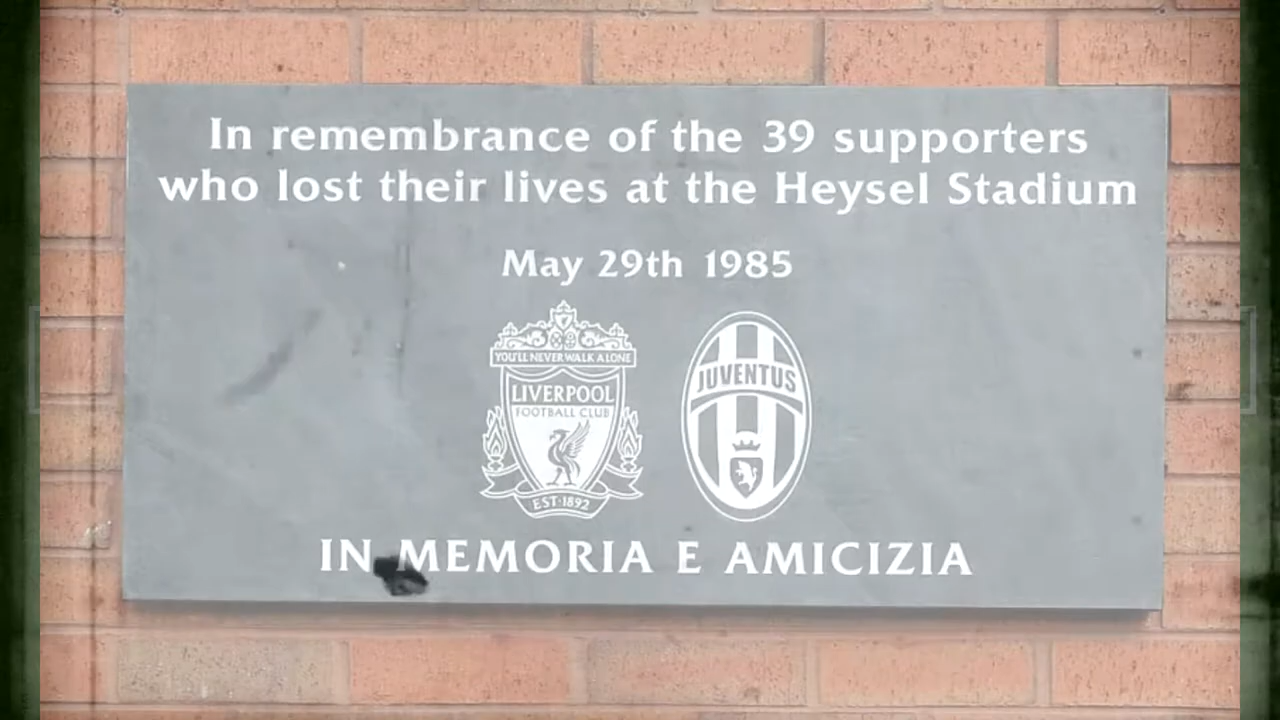 In remembrance of the 39 supporters
who lost their lives at the Heysel Stadium
May 29th 1985
YOU'LL NEVER WALK ALONE
LIVERPOOL
FOOTBALL CLUB
EST·1892
JUVENTUS
IN MEMORIA E AMICIZIA